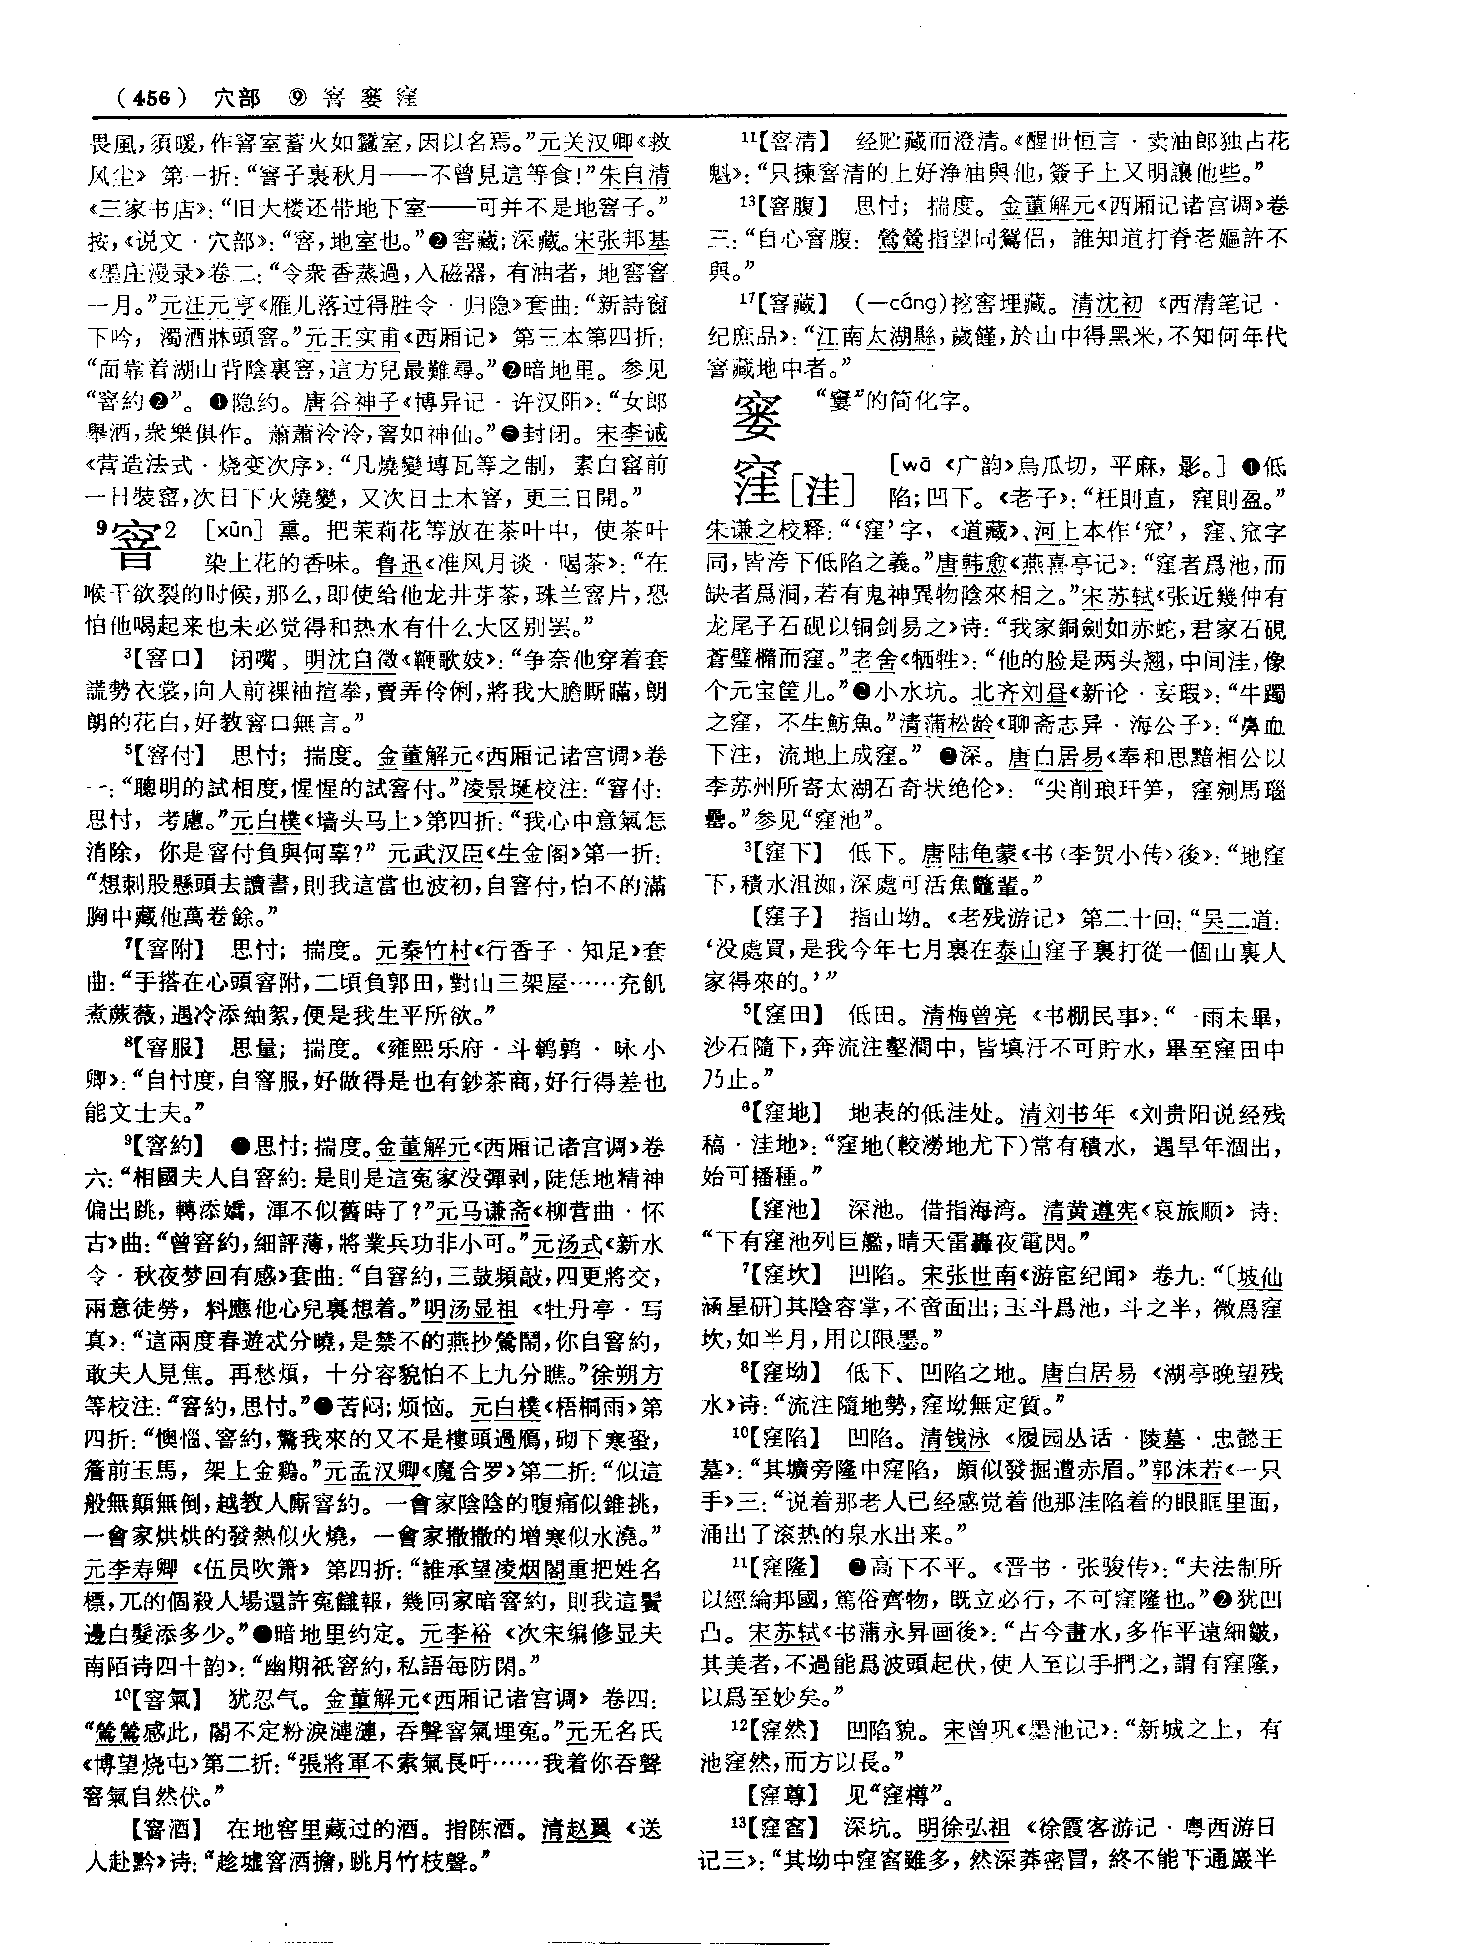 （456） 穴部 ⑨ 窨 窭 窪
畏風，須暖，作窨室蓄火如蠶室，因以名焉。”元关汉卿《救
风尘》 第一折：“窨子裏秋月——不曾見這等食！”朱自清
《三家书店》：“旧大楼还带地下室——可并不是地窨子。”
按，《说文·穴部》：“窨，地室也。”❷窨藏；深藏。宋张邦基
《墨庄漫录》卷二：“令衆香蒸過，入磁器，有油者，地窖窨
一月。”元汪元亨《雁儿落过得胜令·归隐》套曲：“新詩窗
下吟，濁酒牀頭窨。”元王实甫《西厢记》 第三本第四折：
“面靠着湖山背陰裏窨，這方兒最難尋。”❸暗地里。参见
“窨約❷”。❹隐约。唐谷神子《博异记·许汉阳》：“女郎
舉酒，衆樂俱作。蕭蕭泠泠，窨如神仙。”❺封闭。宋李诫
《营造法式·烧变次序》：“凡燒變塼瓦等之制，素白窰前
一日裝窑，次日下火燒變，又次日上水窨，更三日開。”
9窨2 ［xūn］ 熏。把茉莉花等放在茶叶中，使茶叶
染上花的香味。鲁迅《准风月谈·喝茶》：“在
喉干欲裂的时候，那么，即使给他龙井芽茶，珠兰窨片，恐
怕他喝起来也未必觉得和热水有什么大区别罢。”
3【窨口】 闭嘴。明沈自徵《鞭歌妓》：“争奈他穿着套
謊勢衣裳，向人前裸袖揎拳，賣弄伶俐，將我大膽厮瞞，朗
朗的花白，好教窨口無言。”
5【窨付】 思忖；揣度。金董解元《西厢记诸宫调》卷
一：“聰明的試相度，惺惺的試窨付。”凌景埏校注：“窨付：
思忖，考慮。”元白樸《墙头马上》第四折：“我心中意氣怎
消除，你是窨付負與何辜？”元武汉臣《生金阁》第一折：
“想刺股懸頭去讀書，則我這當也波初，自窨付，怕不的滿
胸中藏他萬卷餘。”
7【窨附】 思忖；揣度。元秦竹村《行香子·知足》套
曲：“手搭在心頭窨附，二頃負郭田，對山三架屋……充飢
煮蕨薇，遇冷添紬絮，便是我生平所欲。”
8【窨服】 思量；揣度。《雍熙乐府·斗鹌鹑·咏小
卿》：“自忖度，自窨服，好做得是也有鈔茶商，好行得差也
能文士夫。”
9【窨約】 ❶思忖；揣度。金董解元《西厢记诸宫调》卷
六：“相國夫人自窨約：是則是這冤家没彈剥，陡恁地精神
偏出跳，轉添嬌，渾不似舊時了？”元马谦斋《柳营曲·怀
古》曲：“曾窨約，細評薄，將業兵功非小可。”元汤式《新水
令·秋夜梦回有感》套曲：“自窨約，三鼓頻敲，四更將交，
兩意徒勞，料應他心兒裏想着。”明汤显祖 《牡丹亭·写
真》：“這兩度春遊忒分曉，是禁不的燕抄鶯鬧，你自窨約，
敢夫人見焦。再愁煩，十分容貌怕不上九分瞧。”徐朔方
等校注：“窨約，思忖。”❷苦闷；烦恼。元白樸《梧桐雨》第
四折：“懊惱、窨約，驚我來的又不是樓頭過鴈，砌下寒蛩，
簷前玉馬，架上金鷄。”元孟汉卿《魔合罗》第二折：“似這
般無顛無倒，越教人厮窨約。一會家陰陰的腹痛似錐挑，
一會家烘烘的發熱似火燒，一會家撒撒的增寒似水澆。”
元李寿卿 《伍员吹箫》 第四折：“誰承望凌烟閣重把姓名
標，兀的個殺人場還許冤讎報，幾回家暗窨約，則我這鬢
邊白髮添多少。”❸暗地里约定。元李裕 《次宋编修显夫
南陌诗四十韵》：“幽期祇窨約，私語每防閑。”
10【窨氣】 犹忍气。金董解元《西厢记诸宫调》 卷四：
“鶯鶯感此，閣不定粉淚漣漣，吞聲窨氣埋冤。”元无名氏
《博望烧屯》第二折：“張將軍不索氣長吁……我着你吞聲
窨氣自然伏。”
【窨酒】 在地窖里藏过的酒。指陈酒。清赵翼 《送
人赴黔》诗：“趁墟窨酒擔，跳月竹枝聲。”
11【窨清】 经贮藏而澄清。《醒世恒言·卖油郎独占花
魁》：“只揀窨清的上好净油與他，簽子上又明讓他些。”
13【窨腹】 思忖；揣度。金董解元《西厢记诸宫调》卷
三：“自心窨腹：鶯鶯指望同鴛侣，誰知道打脊老嫗許不
與。”
17【窨藏】 （—cáng）挖窖埋藏。清沈初 《西清笔记·
纪庶品》：“江南太湖縣，歲饉，於山中得黑米，不知何年代
窨藏地中者。”
窭 “窶”的简化字。
窪［洼］ ［wā 《广韵》烏瓜切，平麻，影。］ ❶低
陷；凹下。《老子》：“枉則直，窪則盈。”
朱谦之校释：“‘窪’字，《道藏》、河上本作‘窊’，窪、窊字
同，皆洿下低陷之義。”唐韩愈《燕喜亭记》：“窪者爲池，而
缺者爲洞，若有鬼神異物陰來相之。”宋苏轼《张近幾仲有
龙尾子石砚以铜剑易之》诗：“我家銅劍如赤蛇，君家石硯
蒼璧橢而窪。”老舍《牺牲》：“他的脸是两头翘，中间洼，像
个元宝筐儿。”❷小水坑。北齐刘昼《新论·妄瑕》：“牛躅
之窪，不生魴魚。”清蒲松龄《聊斋志异·海公子》：“鼻血
下注，流地上成窪。” ❸深。唐白居易《奉和思黯相公以
李苏州所寄太湖石奇状绝伦》：“尖削琅玕笋，窪剜馬瑙
罍。”参见“窪池”。
3【窪下】 低下。唐陆龟蒙《书〈李贺小传〉後》：“地窪
下，積水沮洳，深處可活魚鼈輩。”
【窪子】 指山坳。《老残游记》 第二十回：“吴二道：
‘没處買，是我今年七月裏在泰山窪子裏打從一個山裏人
家得來的。’”
5【窪田】 低田。清梅曾亮 《书棚民事》：“一雨未畢，
沙石隨下，奔流注壑澗中，皆填汙不可貯水，畢至窪田中
乃止。”
6【窪地】 地表的低洼处。清刘书年 《刘贵阳说经残
稿·洼地》：“窪地（較澇地尤下）常有積水，遇旱年涸出，
始可播種。”
【窪池】 深池。借指海湾。清黄遵宪《哀旅顺》 诗：
“下有窪池列巨艦，晴天雷轟夜電閃。”
7【窪坎】 凹陷。宋张世南《游宦纪闻》 卷九：“〔坡仙
涵星研〕其陰容掌，不啻面出；玉斗爲池，斗之半，微爲窪
坎，如半月，用以限墨。”
8【窪坳】 低下、凹陷之地。唐白居易 《湖亭晚望残
水》诗：“流注隨地勢，窪坳無定質。”
10【窪陷】 凹陷。清钱泳 《履园丛话·陵墓·忠懿王
墓》：“其壙旁隆中窪陷，頗似發掘遭赤眉。”郭沫若《一只
手》三：“说着那老人已经感觉着他那洼陷着的眼眶里面，
涌出了滚热的泉水出来。”
11【窪隆】 ❶高下不平。《晋书·张骏传》：“夫法制所
以經綸邦國，篤俗齊物，既立必行，不可窪隆也。”❷犹凹
凸。宋苏轼《书蒲永昇画後》：“古今畫水，多作平遠細皺，
其美者，不過能爲波頭起伏，使人至以手捫之，謂有窪隆，
以爲至妙矣。”
12【窪然】 凹陷貌。宋曾巩《墨池记》：“新城之上，有
池窪然，而方以長。”
【窪尊】 见“窪樽”。
13【窪窞】 深坑。明徐弘祖 《徐霞客游记·粤西游日
记三》：“其坳中窪窞雖多，然深莽密冒，終不能下通巖半